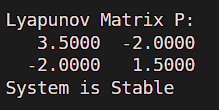 Lyapunov Matrix P:
    3.5000  -2.0000
   -2.0000   1.5000
System is Stable